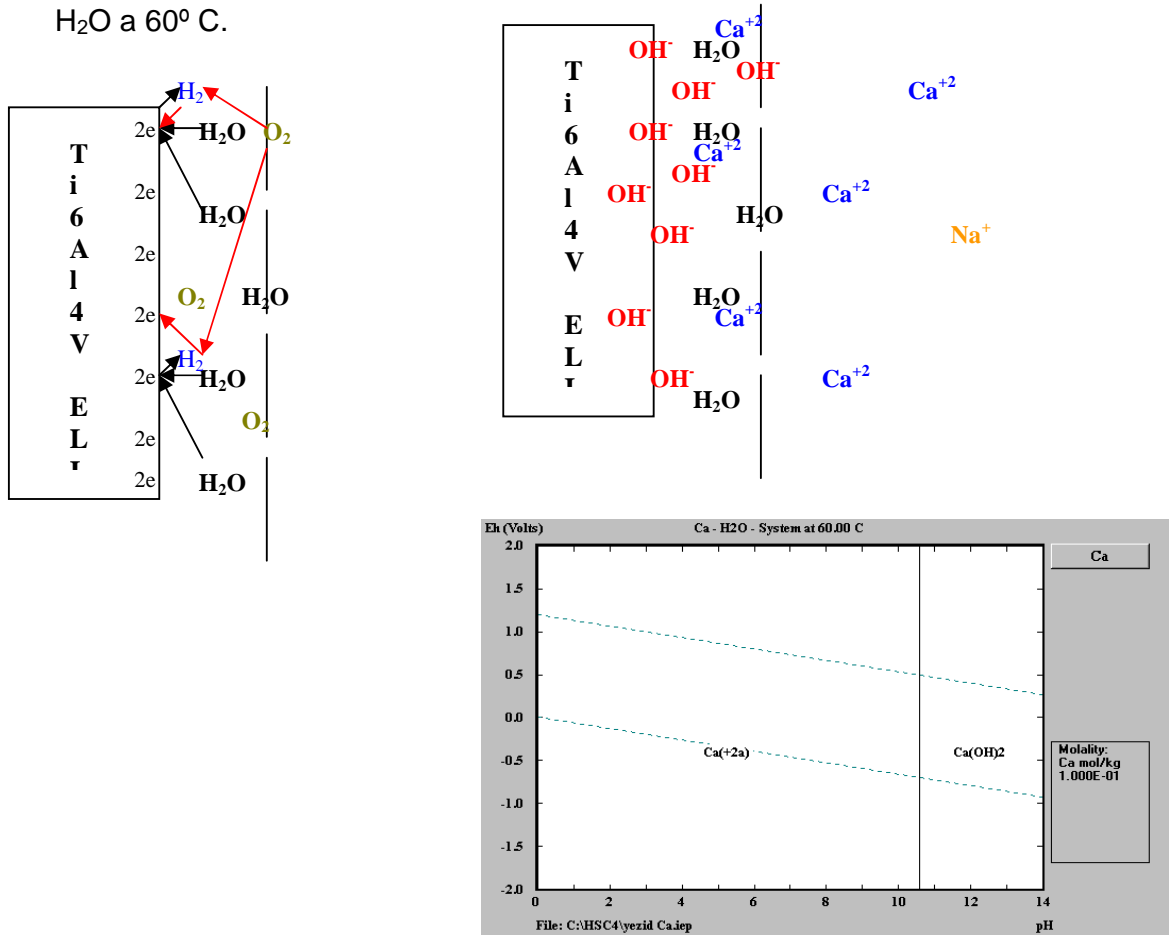 H₂O a 60º C.
Ti6Al4V ELI
H₂
2e H₂O O₂
2e
H₂O
2e
O₂ H₂O
2e
H₂
2e H₂O
O₂
2e
2e H₂O
Ti6Al4V ELI
Ca⁺²
OH⁻ H₂O
OH⁻
OH⁻ Ca⁺²
OH⁻ H₂O
Ca⁺²
OH⁻
OH⁻ Ca⁺²
H₂O
OH⁻ Na⁺
H₂O
OH⁻ Ca⁺²
OH⁻ Ca⁺²
H₂O
Eh (Volts) Ca - H2O - System at 60.00 C
2.0
1.5
1.0
0.5
0.0
-0.5
-1.0
-1.5
-2.0
Ca(+2a) Ca(OH)2
0 2 4 6 8 10 12 14
File: C:\HSC4\yezid Ca.iep pH
Ca
Molality:
Ca mol/kg
1.000E-01